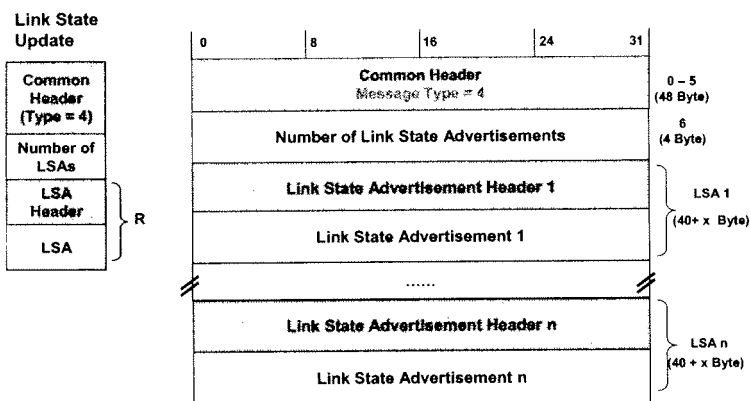 Link State
Update
Common
Header
(Type = 4)
Number of
LSAs
LSA
Header
LSA
R
0 8 16 24 31
Common Header
Message Type = 4
0 – 5
(48 Byte)
Number of Link State Advertisements
6
(4 Byte)
Link State Advertisement Header 1
Link State Advertisement 1
LSA 1
(40+ x Byte)
......
Link State Advertisement Header n
Link State Advertisement n
LSA n
(40 + x Byte)